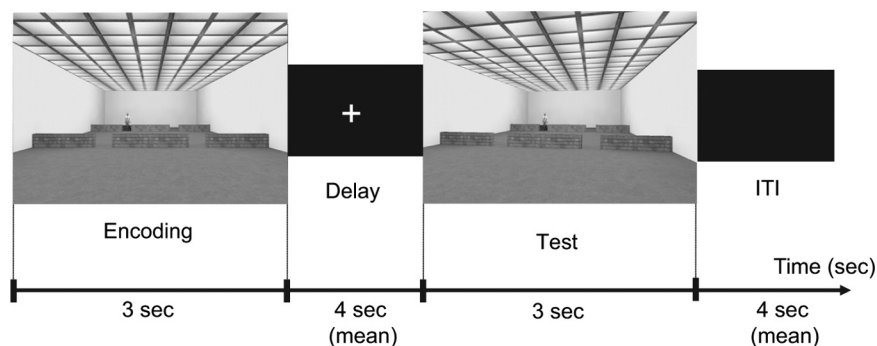 +
Encoding
Delay
Test
ITI
Time (sec)
3 sec
4 sec
(mean)
3 sec
4 sec
(mean)